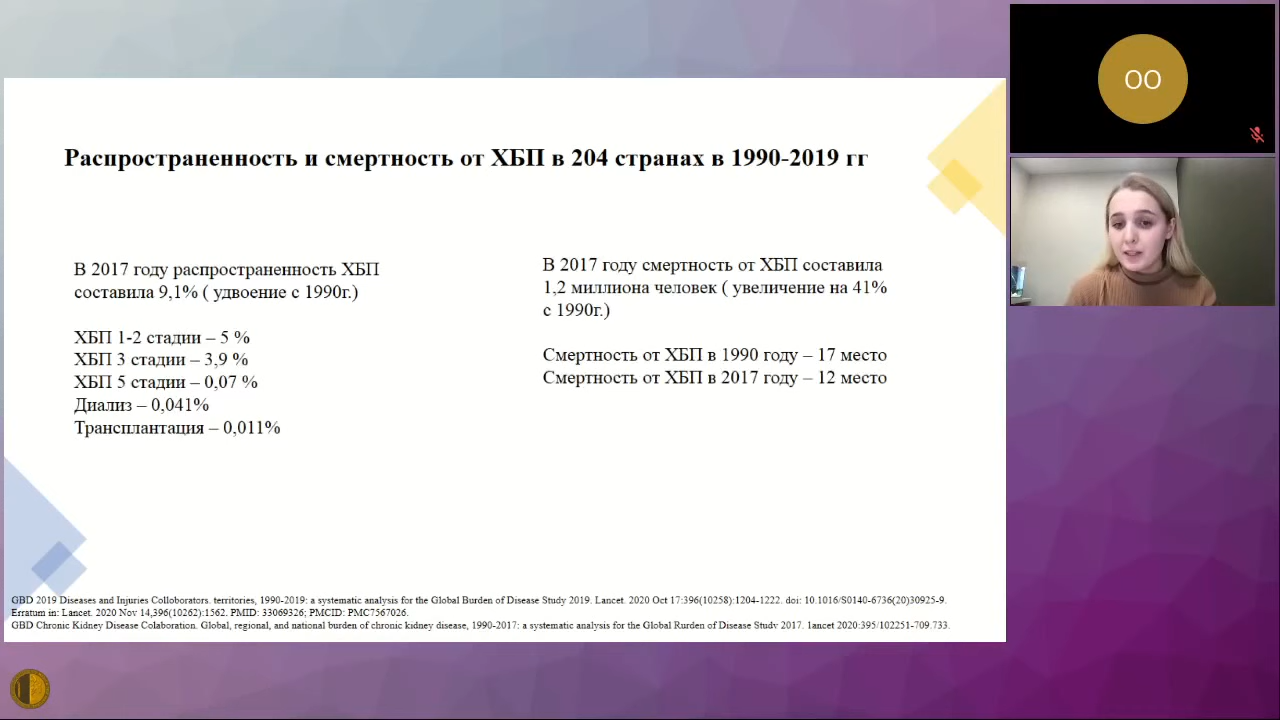 Распространенность и смертность от ХБП в 204 странах в 1990-2019 гг
В 2017 году распространенность ХБП
составила 9,1% ( удвоение с 1990г.)
ХБП 1-2 стадии – 5 %
ХБП 3 стадии – 3,9 %
ХБП 5 стадии – 0,07 %
Диализ – 0,041%
Трансплантация – 0,011%
В 2017 году смертность от ХБП составила
1,2 миллиона человек ( увеличение на 41%
с 1990г.)
Смертность от ХБП в 1990 году – 17 место
Смертность от ХБП в 2017 году – 12 место
GBD 2019 Diseases and Injuries Colloborators. territories, 1990-2019: a systematic analysis for the Global Burden of Disease Study 2019. Lancet. 2020 Oct 17:396(10258):1204-1222. doi: 10.1016/S0140-6736(20)30925-9.
Erratum in: Lancet. 2020 Nov 14,396(10262):1562. PMID: 33069326; PMCID: PMC7567026.
GBD Chronic Kidney Disease Colaboration. Global, regional, and national burden of chronic kidney disease, 1990-2017: a systematic analysis for the Global Rurden of Disease Studv 2017. 1ancet 2020:395/102251-709.733.
OO